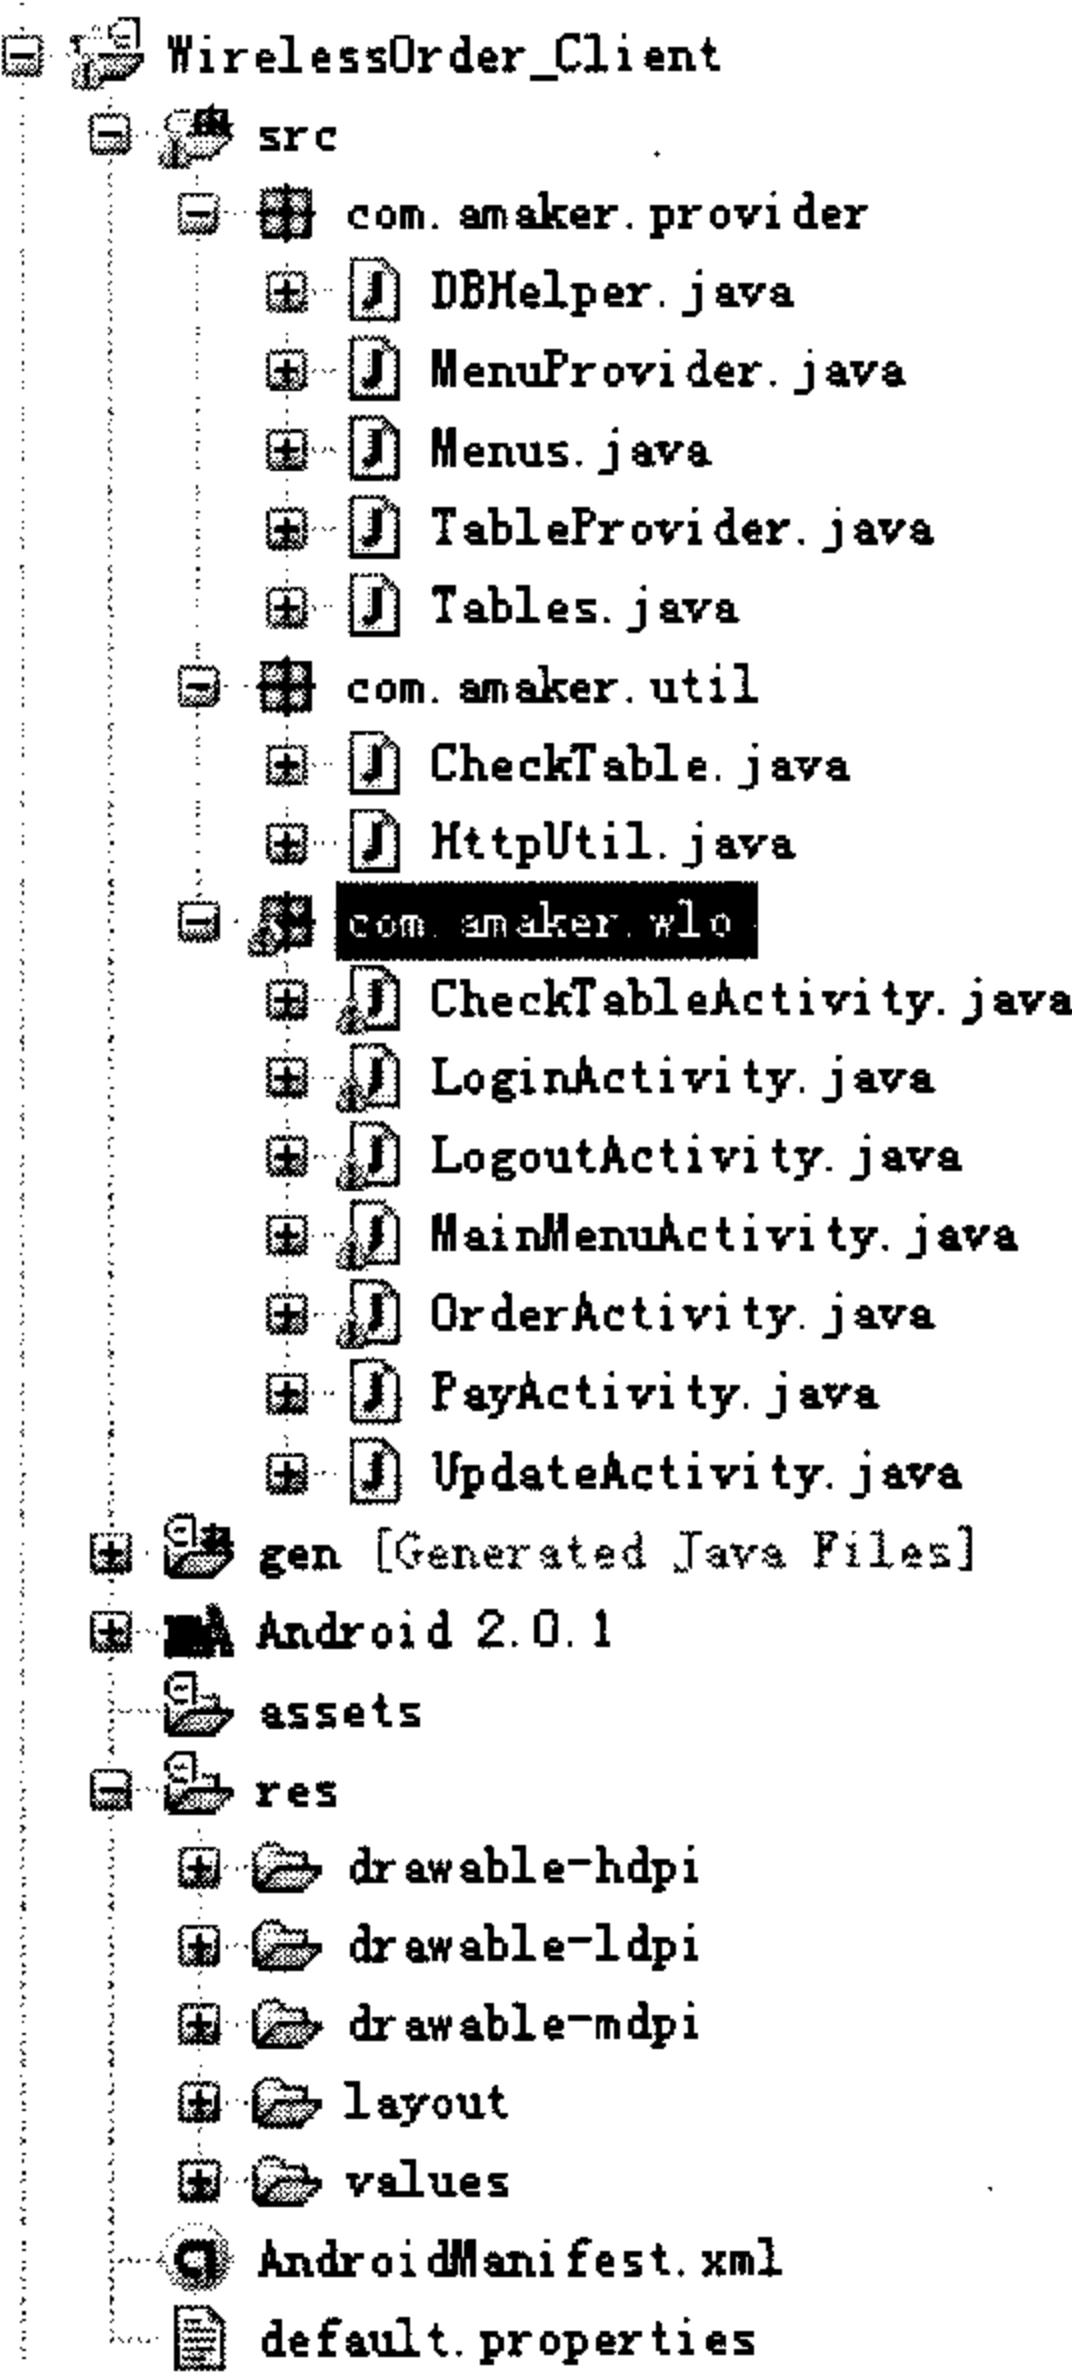 WirelessOrder_Client
src
com.amaker.provider
DBHelper.java
MenuProvider.java
Menus.java
TableProvider.java
Tables.java
com.amaker.util
CheckTable.java
HttpUtil.java
com.amaker.wlo
CheckTableActivity.java
LoginActivity.java
LogoutActivity.java
MainMenuActivity.java
OrderActivity.java
PayActivity.java
UpdateActivity.java
gen [Generated Java Files]
Android 2.0.1
assets
res
drawable-hdpi
drawable-ldpi
drawable-mdpi
layout
values
AndroidManifest.xml
default.properties